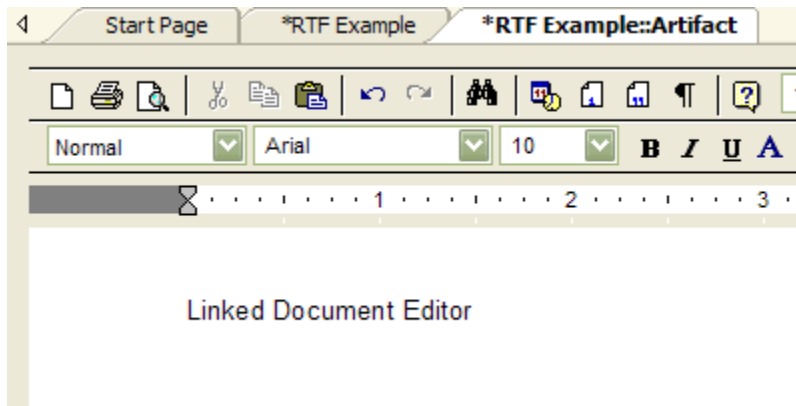 Start Page *RTF Example *RTF Example::Artifact
Normal Arial 10 B I U A
1 2 3
Linked Document Editor